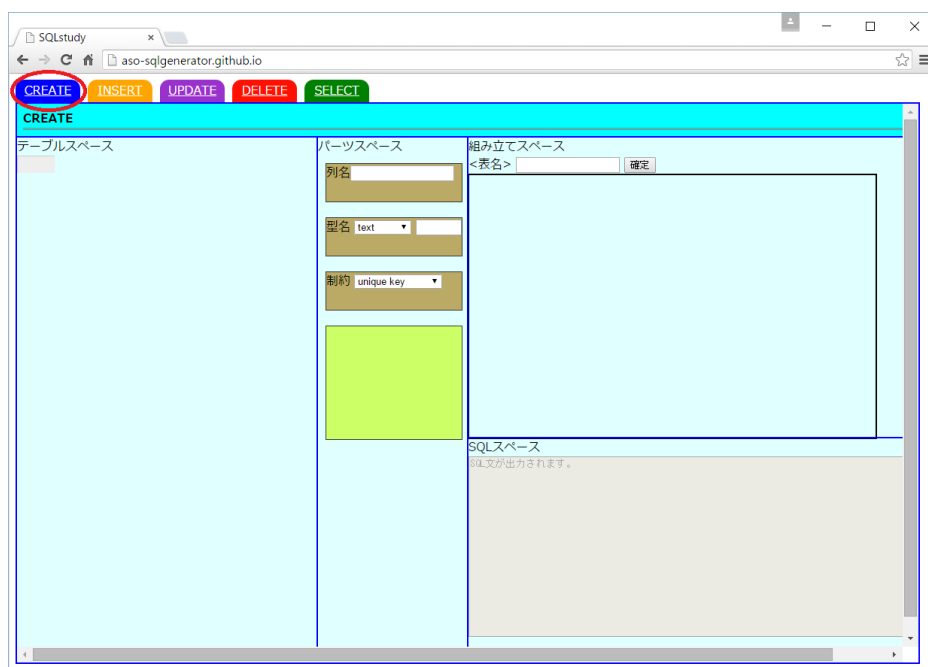 SQLstudy
aso-sqlgenerator.github.io
CREATE INSERT UPDATE DELETE SELECT
CREATE
テーブルスペース
パーツスペース
列名
型名 text
制約 unique key
組み立てスペース
<表名> 確定
SQLスペース
SQL文が出力されます。